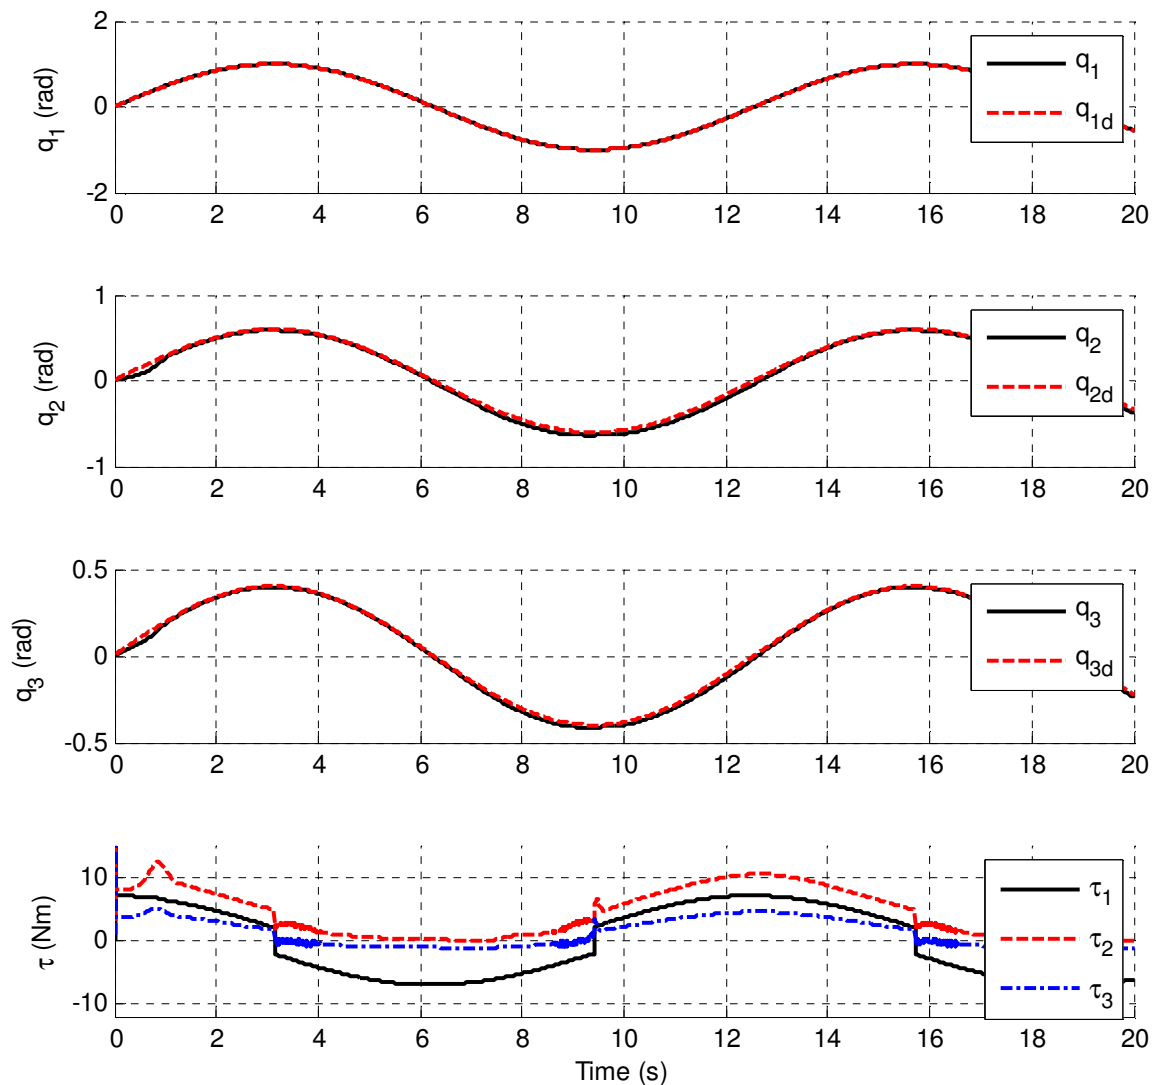 2
0
-2
q1 (rad)
q1
q1d
0 2 4 6 8 10 12 14 16 18 20
1
0
-1
q2 (rad)
q2
q2d
0 2 4 6 8 10 12 14 16 18 20
0.5
0
-0.5
q3 (rad)
q3
q3d
0 2 4 6 8 10 12 14 16 18 20
10
0
-10
τ (Nm)
τ1
τ2
τ3
0 2 4 6 8 10 12 14 16 18 20
Time (s)